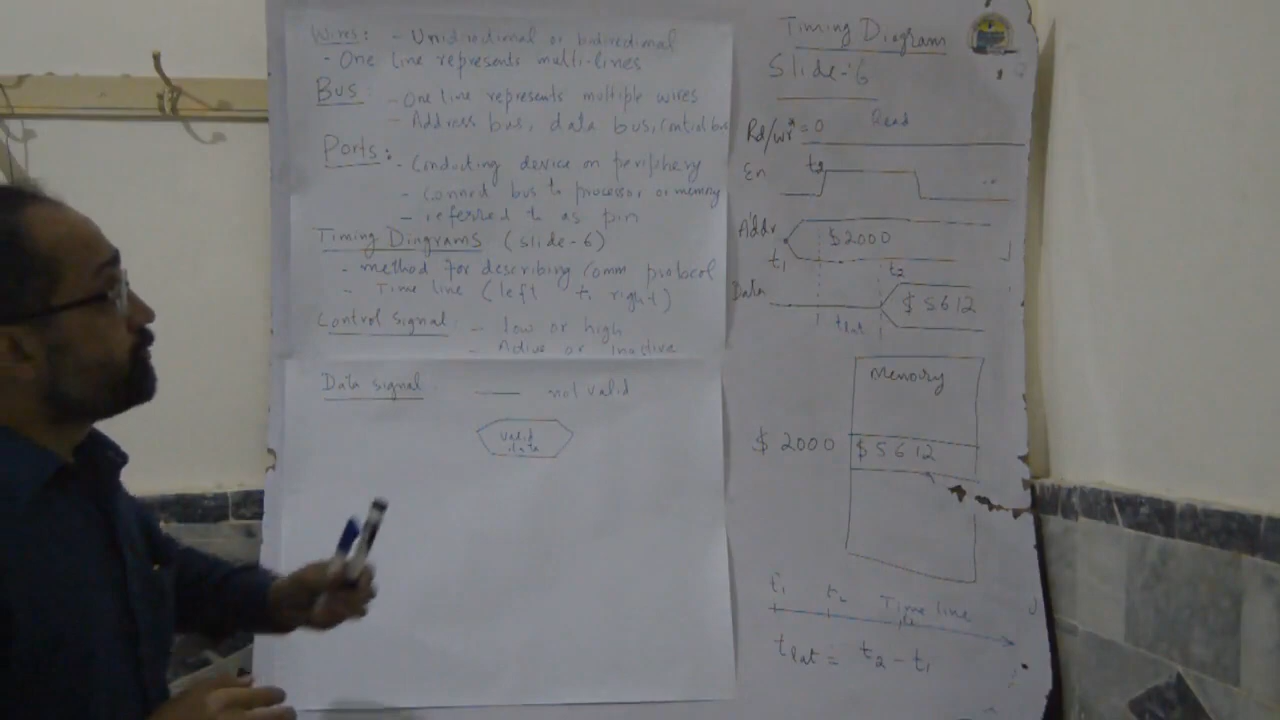 Wires: - Unidirectional or bidirectional
- One line represents multi-lines
Bus: - One line represents multiple wires
- Address bus, data bus, Control bus
Ports: - Conducting device on periphery
- Connect bus to processor or memory
- referred to as pin
Timing Diagrams (slide-6)
- method for describing Comm protocol
- Time line (left to right)
Control signal: - Low or high
- Active or Inactive
Data signal — not valid
valid
data
Timing Diagram
Slide-6
Rd/wr* = 0 Read
En t2
Addr $2000
t1 t2
Data $5612
tlat
Memory
$2000 $5612
t1 t2 Time line
tlat = t2 - t1